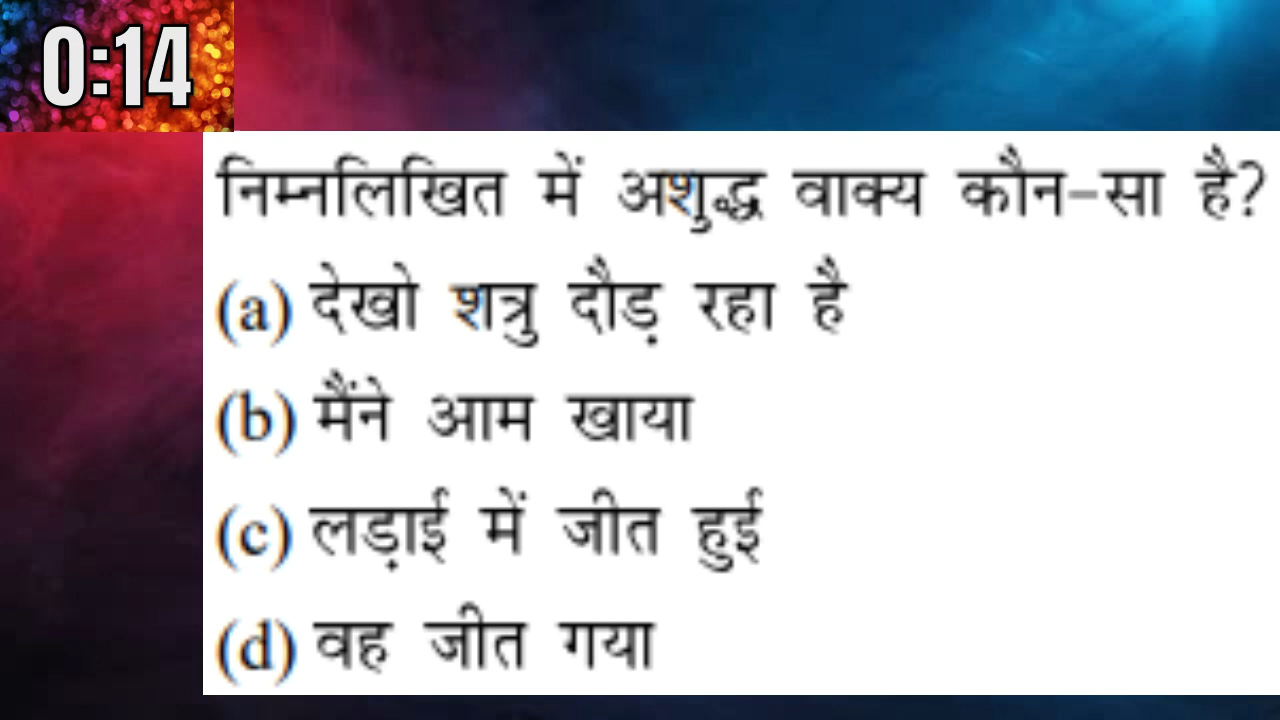 0:14
निम्नलिखित में अशुद्ध वाक्य कौन-सा है?
(a) देखो शत्रु दौड़ रहा है
(b) मैंने आम खाया
(c) लड़ाई में जीत हुई
(d) वह जीत गया